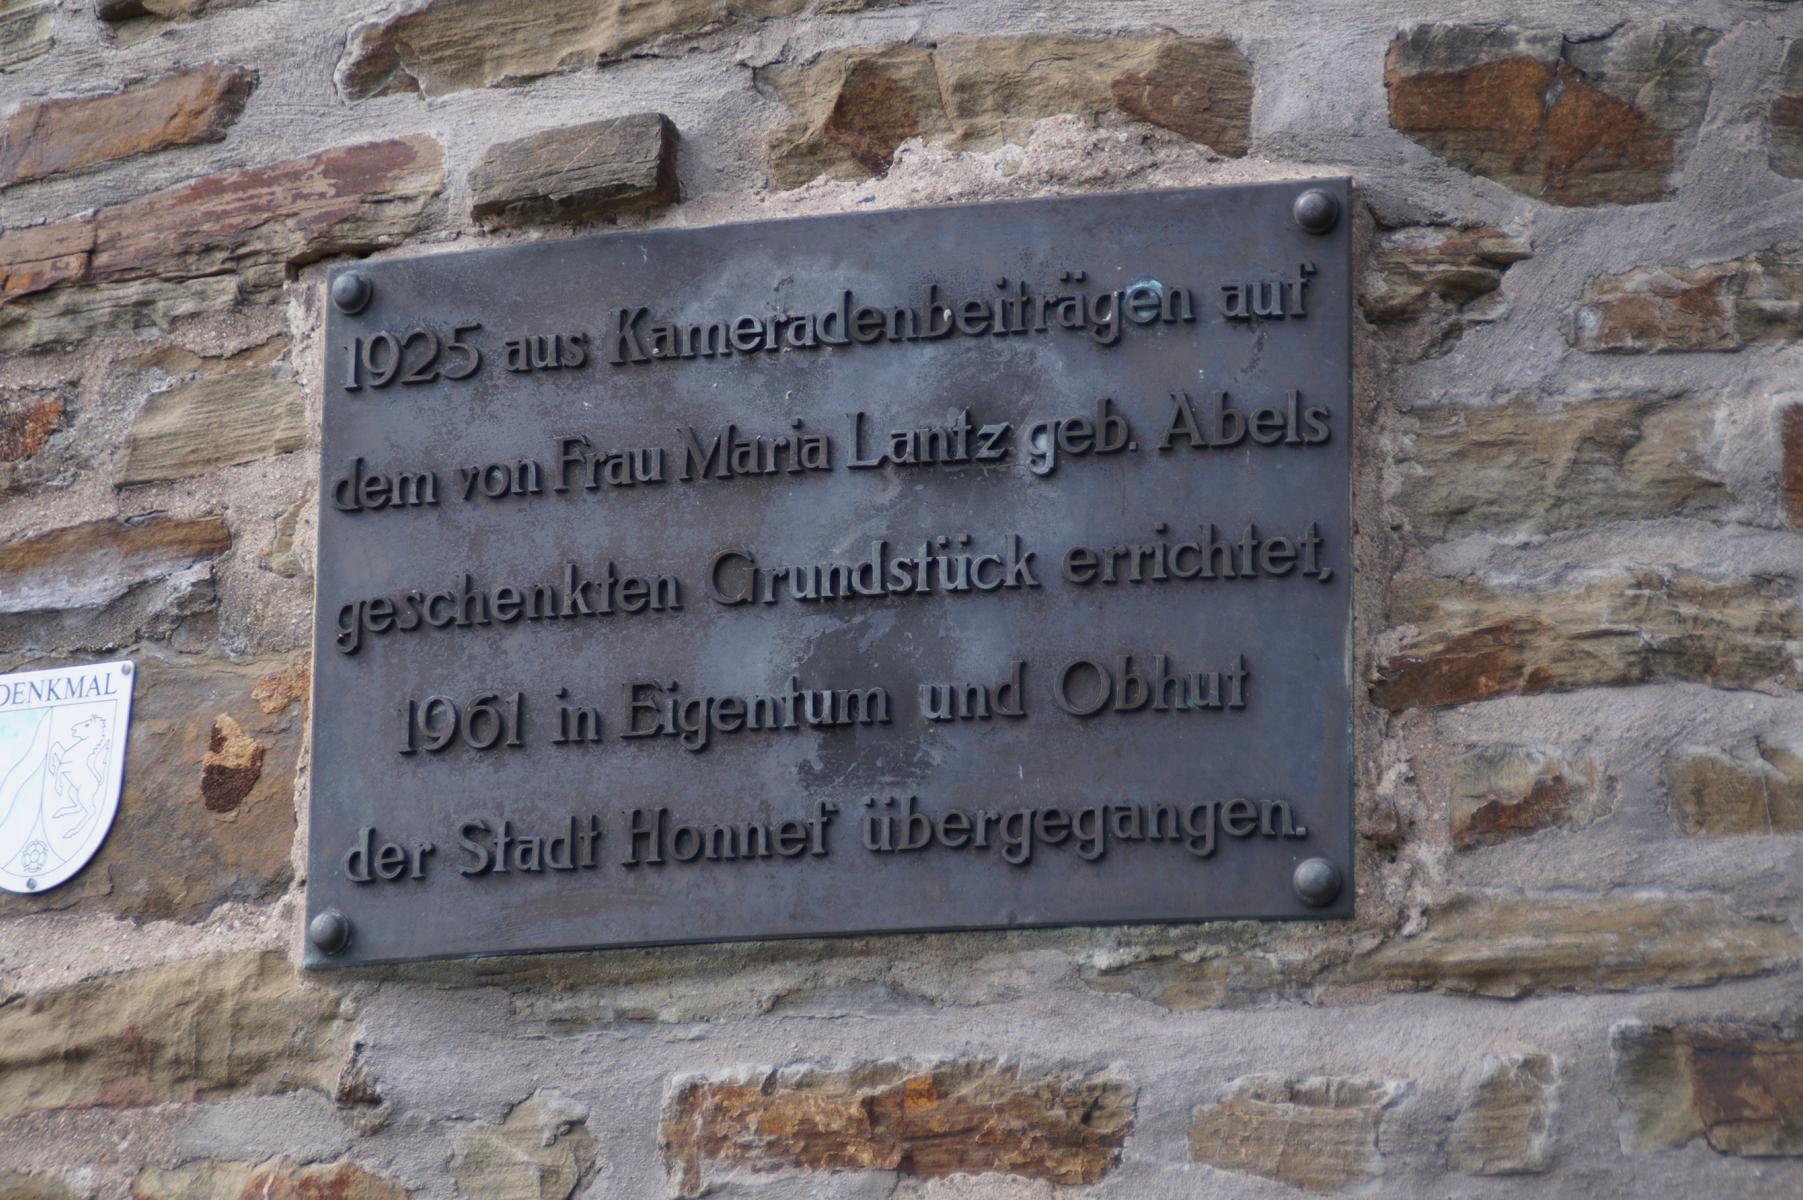 1925 aus Kameradenbeiträgen auf
dem von Frau Maria Lantz geb. Abels
geschenkten Grundstück errichtet,
1961 in Eigentum und Obhut
der Stadt Honnef übergegangen.
DENKMAL